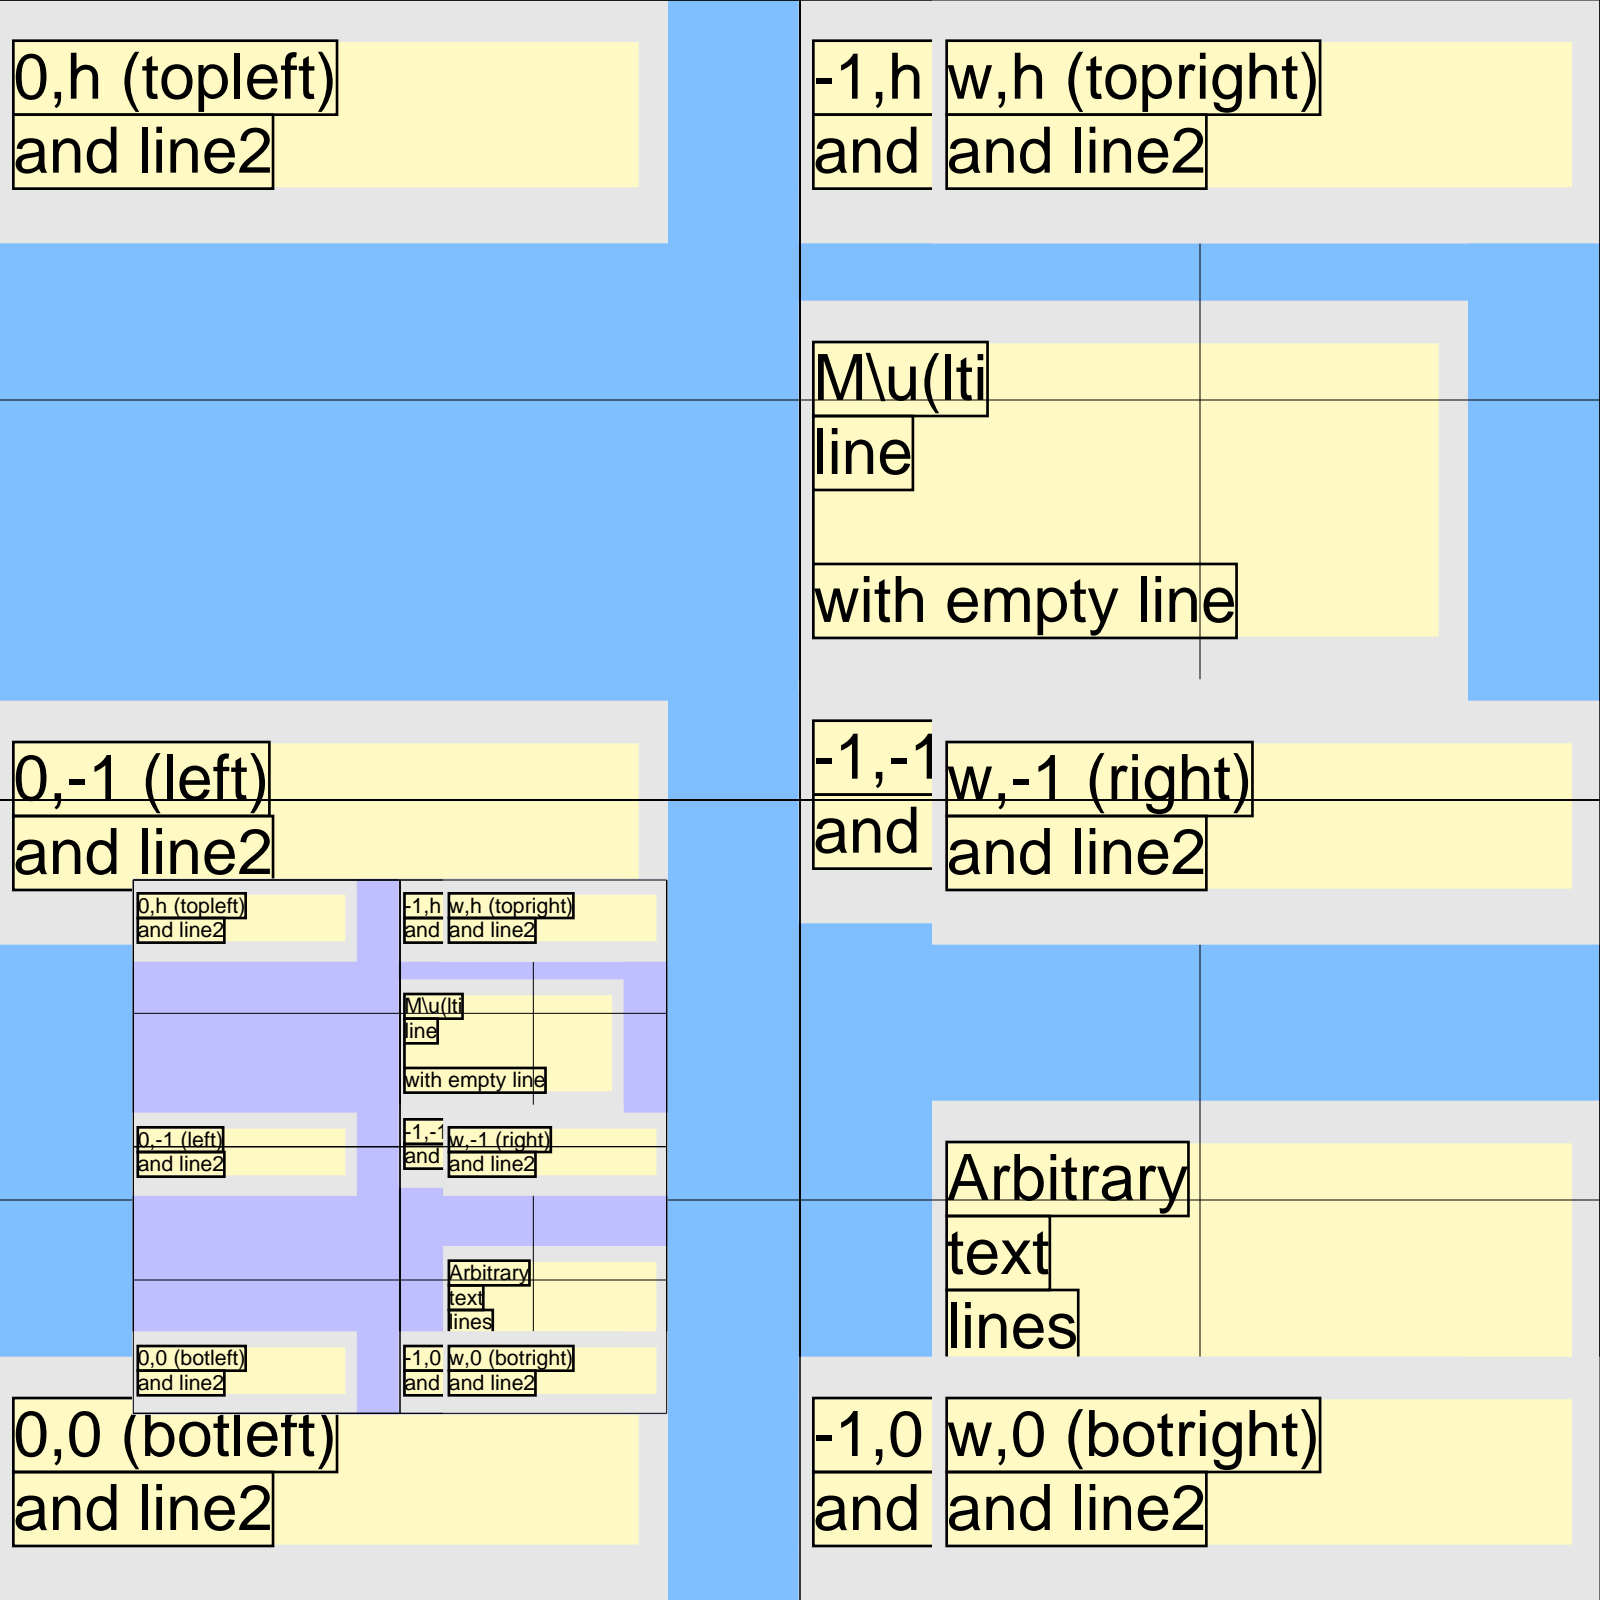 0,h (topleft)
and line2
-1,h
and
w,h (topright)
and line2
M\u(lti
line
with empty line
0,-1 (left)
and line2
-1,-1
and
w,-1 (right)
and line2
0,h (topleft)
and line2
-1,h
and
w,h (topright)
and line2
M\u(lti
line
with empty line
0,-1 (left)
and line2
-1,-1
and
w,-1 (right)
and line2
Arbitrary
text
lines
0,0 (botleft)
and line2
-1,0
and
w,0 (botright)
and line2
Arbitrary
text
lines
0,0 (botleft)
and line2
-1,0
and
w,0 (botright)
and line2